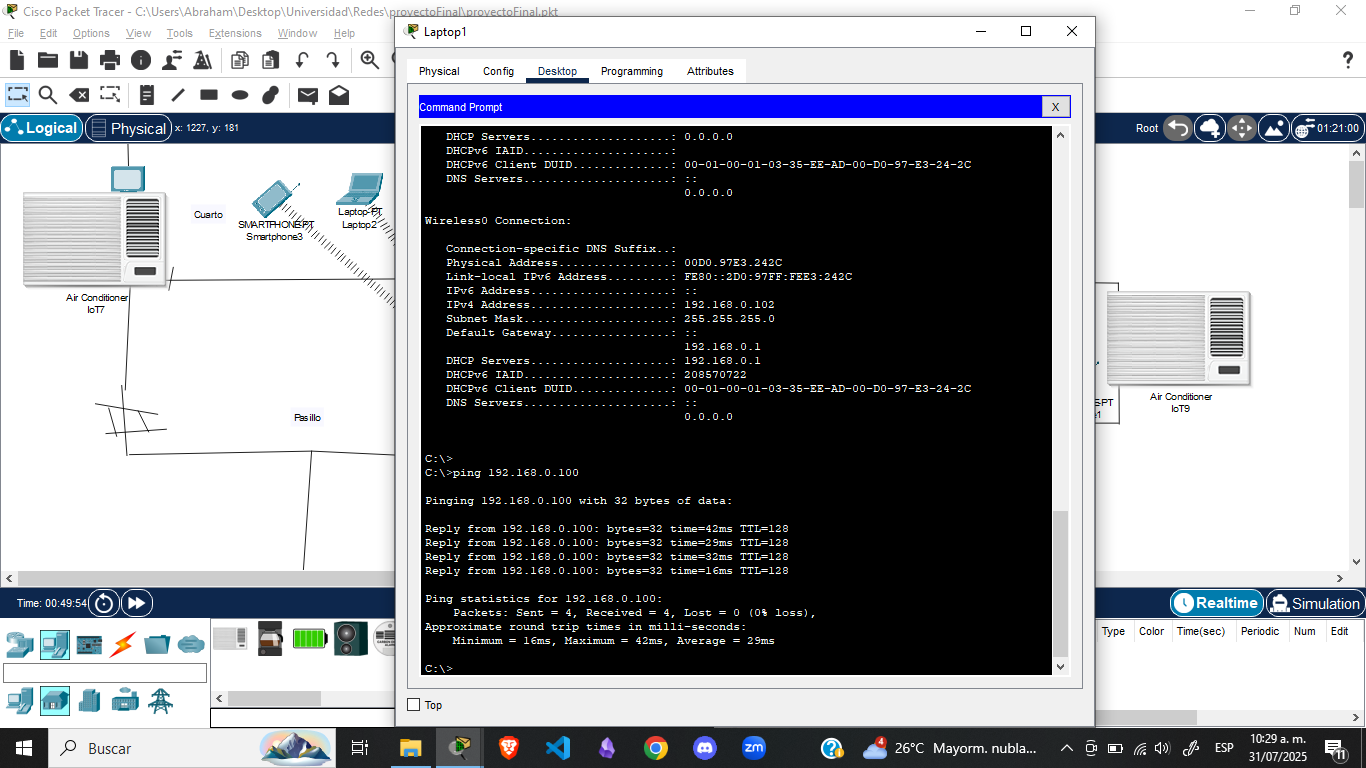 Cisco Packet Tracer - C:\Users\Abraham\Desktop\Universidad\Redes\proyectoFinal\proyectoFinal.pkt
File Edit Options View Tools Extensions Window Help
Logical
Physical
x: 1227, y: 181
Root
01:21:00
Cuarto
SMARTPHONE-PT
Smartphone3
Laptop-PT
Laptop2
Air Conditioner
IoT7
Pasillo
Air Conditioner
IoT9
Laptop1
Physical Config Desktop Programming Attributes
Command Prompt
X
DHCP Servers....................: 0.0.0.0
DHCPv6 IAID.....................:
DHCPv6 Client DUID..............: 00-01-00-01-03-35-EE-AD-00-D0-97-E3-24-2C
DNS Servers.....................: ::
0.0.0.0
Wireless0 Connection:
Connection-specific DNS Suffix..:
Physical Address................: 00D0.97E3.242C
Link-local IPv6 Address.........: FE80::2D0:97FF:FEE3:242C
IPv6 Address....................: ::
IPv4 Address....................: 192.168.0.102
Subnet Mask.....................: 255.255.255.0
Default Gateway.................: ::
192.168.0.1
DHCP Servers....................: 192.168.0.1
DHCPv6 IAID.....................: 208570722
DHCPv6 Client DUID..............: 00-01-00-01-03-35-EE-AD-00-D0-97-E3-24-2C
DNS Servers.....................: ::
0.0.0.0
C:\>
C:\>ping 192.168.0.100
Pinging 192.168.0.100 with 32 bytes of data:
Reply from 192.168.0.100: bytes=32 time=42ms TTL=128
Reply from 192.168.0.100: bytes=32 time=29ms TTL=128
Reply from 192.168.0.100: bytes=32 time=32ms TTL=128
Reply from 192.168.0.100: bytes=32 time=16ms TTL=128
Ping statistics for 192.168.0.100:
Packets: Sent = 4, Received = 4, Lost = 0 (0% loss),
Approximate round trip times in milli-seconds:
Minimum = 16ms, Maximum = 42ms, Average = 29ms
C:\>
Top
Time: 00:49:54
Realtime
Simulation
Type Color Time(sec) Periodic Num Edit
Buscar
26°C Mayorm. nubla...
ESP
10:29 a. m.
31/07/2025
11